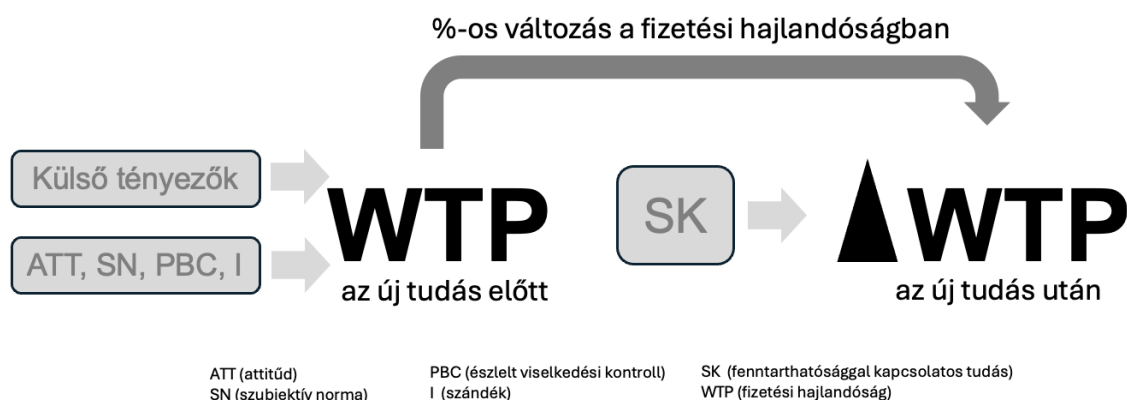 %-os változás a fizetési hajlandóságban
Külső tényezők
ATT, SN, PBC, I
WTP
az új tudás előtt
SK
▲WTP
az új tudás után
ATT (attitűd)
SN (szubjektív norma)
PBC (észlelt viselkedési kontroll)
I (szándék)
SK (fenntarthatósággal kapcsolatos tudás)
WTP (fizetési hajlandóság)